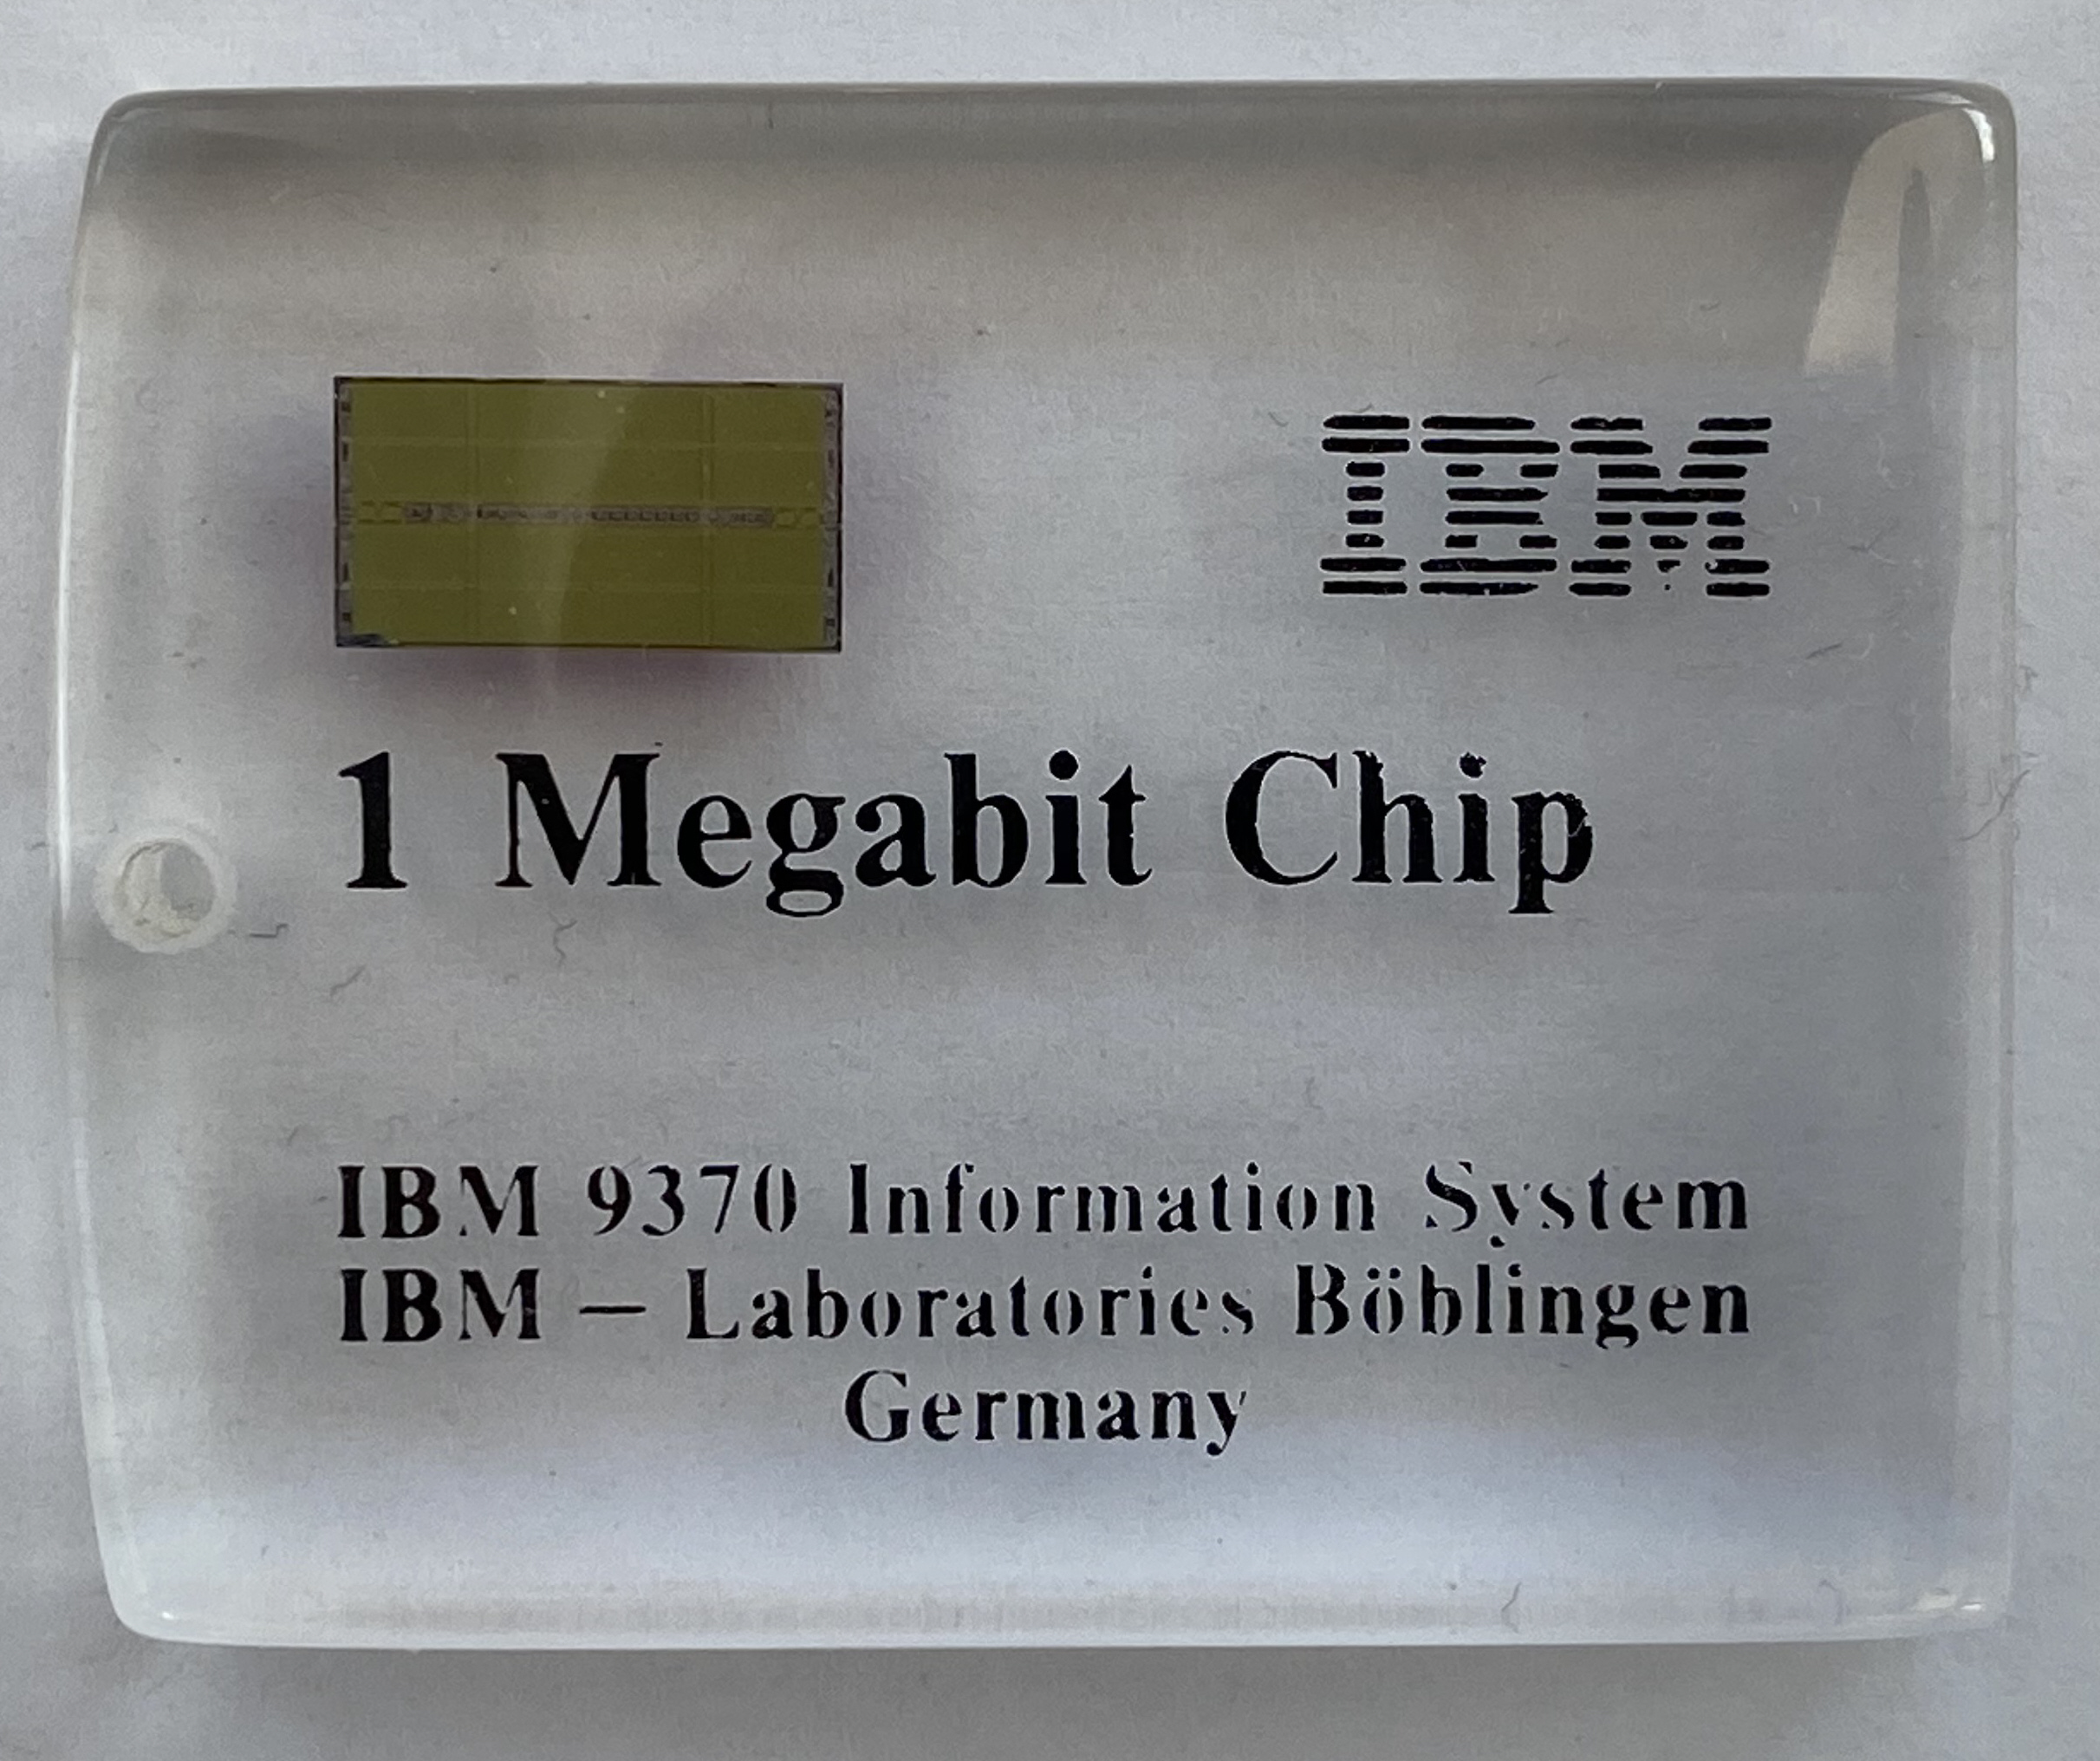 IBM
1 Megabit Chip
IBM 9370 Information System
IBM – Laboratories Böblingen
Germany